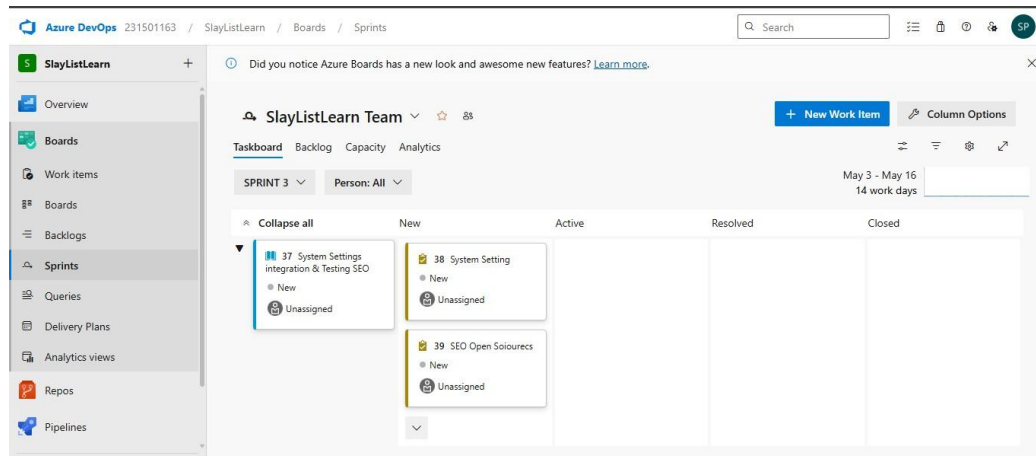 Azure DevOps 231501163 / SlayListLearn / Boards / Sprints Search SP
S SlayListLearn +
Did you notice Azure Boards has a new look and awesome new features? Learn more.
Overview
Boards
Work items
Boards
Backlogs
Sprints
Queries
Delivery Plans
Analytics views
Repos
Pipelines
SlayListLearn Team
+ New Work Item Column Options
Taskboard Backlog Capacity Analytics
SPRINT 3 Person: All
May 3 - May 16
14 work days
Collapse all New Active Resolved Closed
37 System Settings
integration & Testing SEO
New
Unassigned
38 System Setting
New
Unassigned
39 SEO Open Soiourecs
New
Unassigned